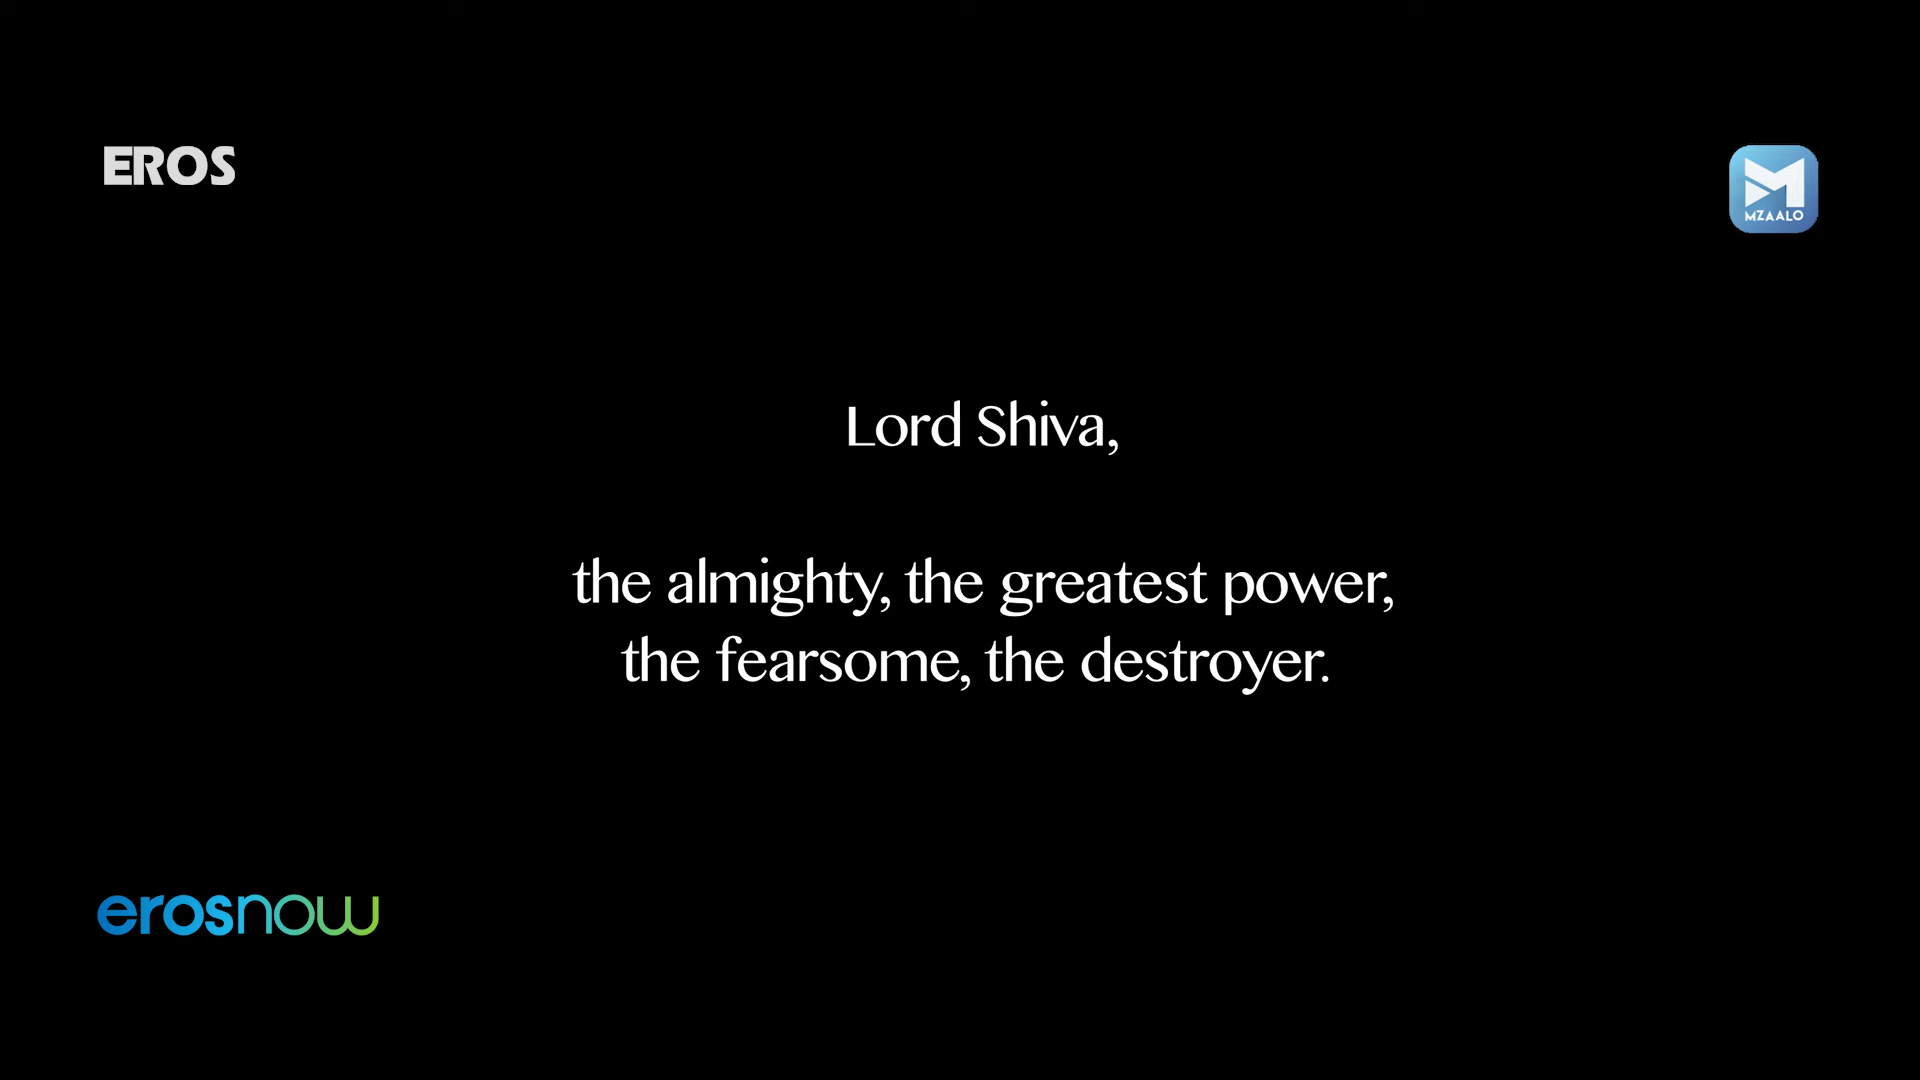 EROS
MZAALO
Lord Shiva,
the almighty, the greatest power,
the fearsome, the destroyer.
erosnow